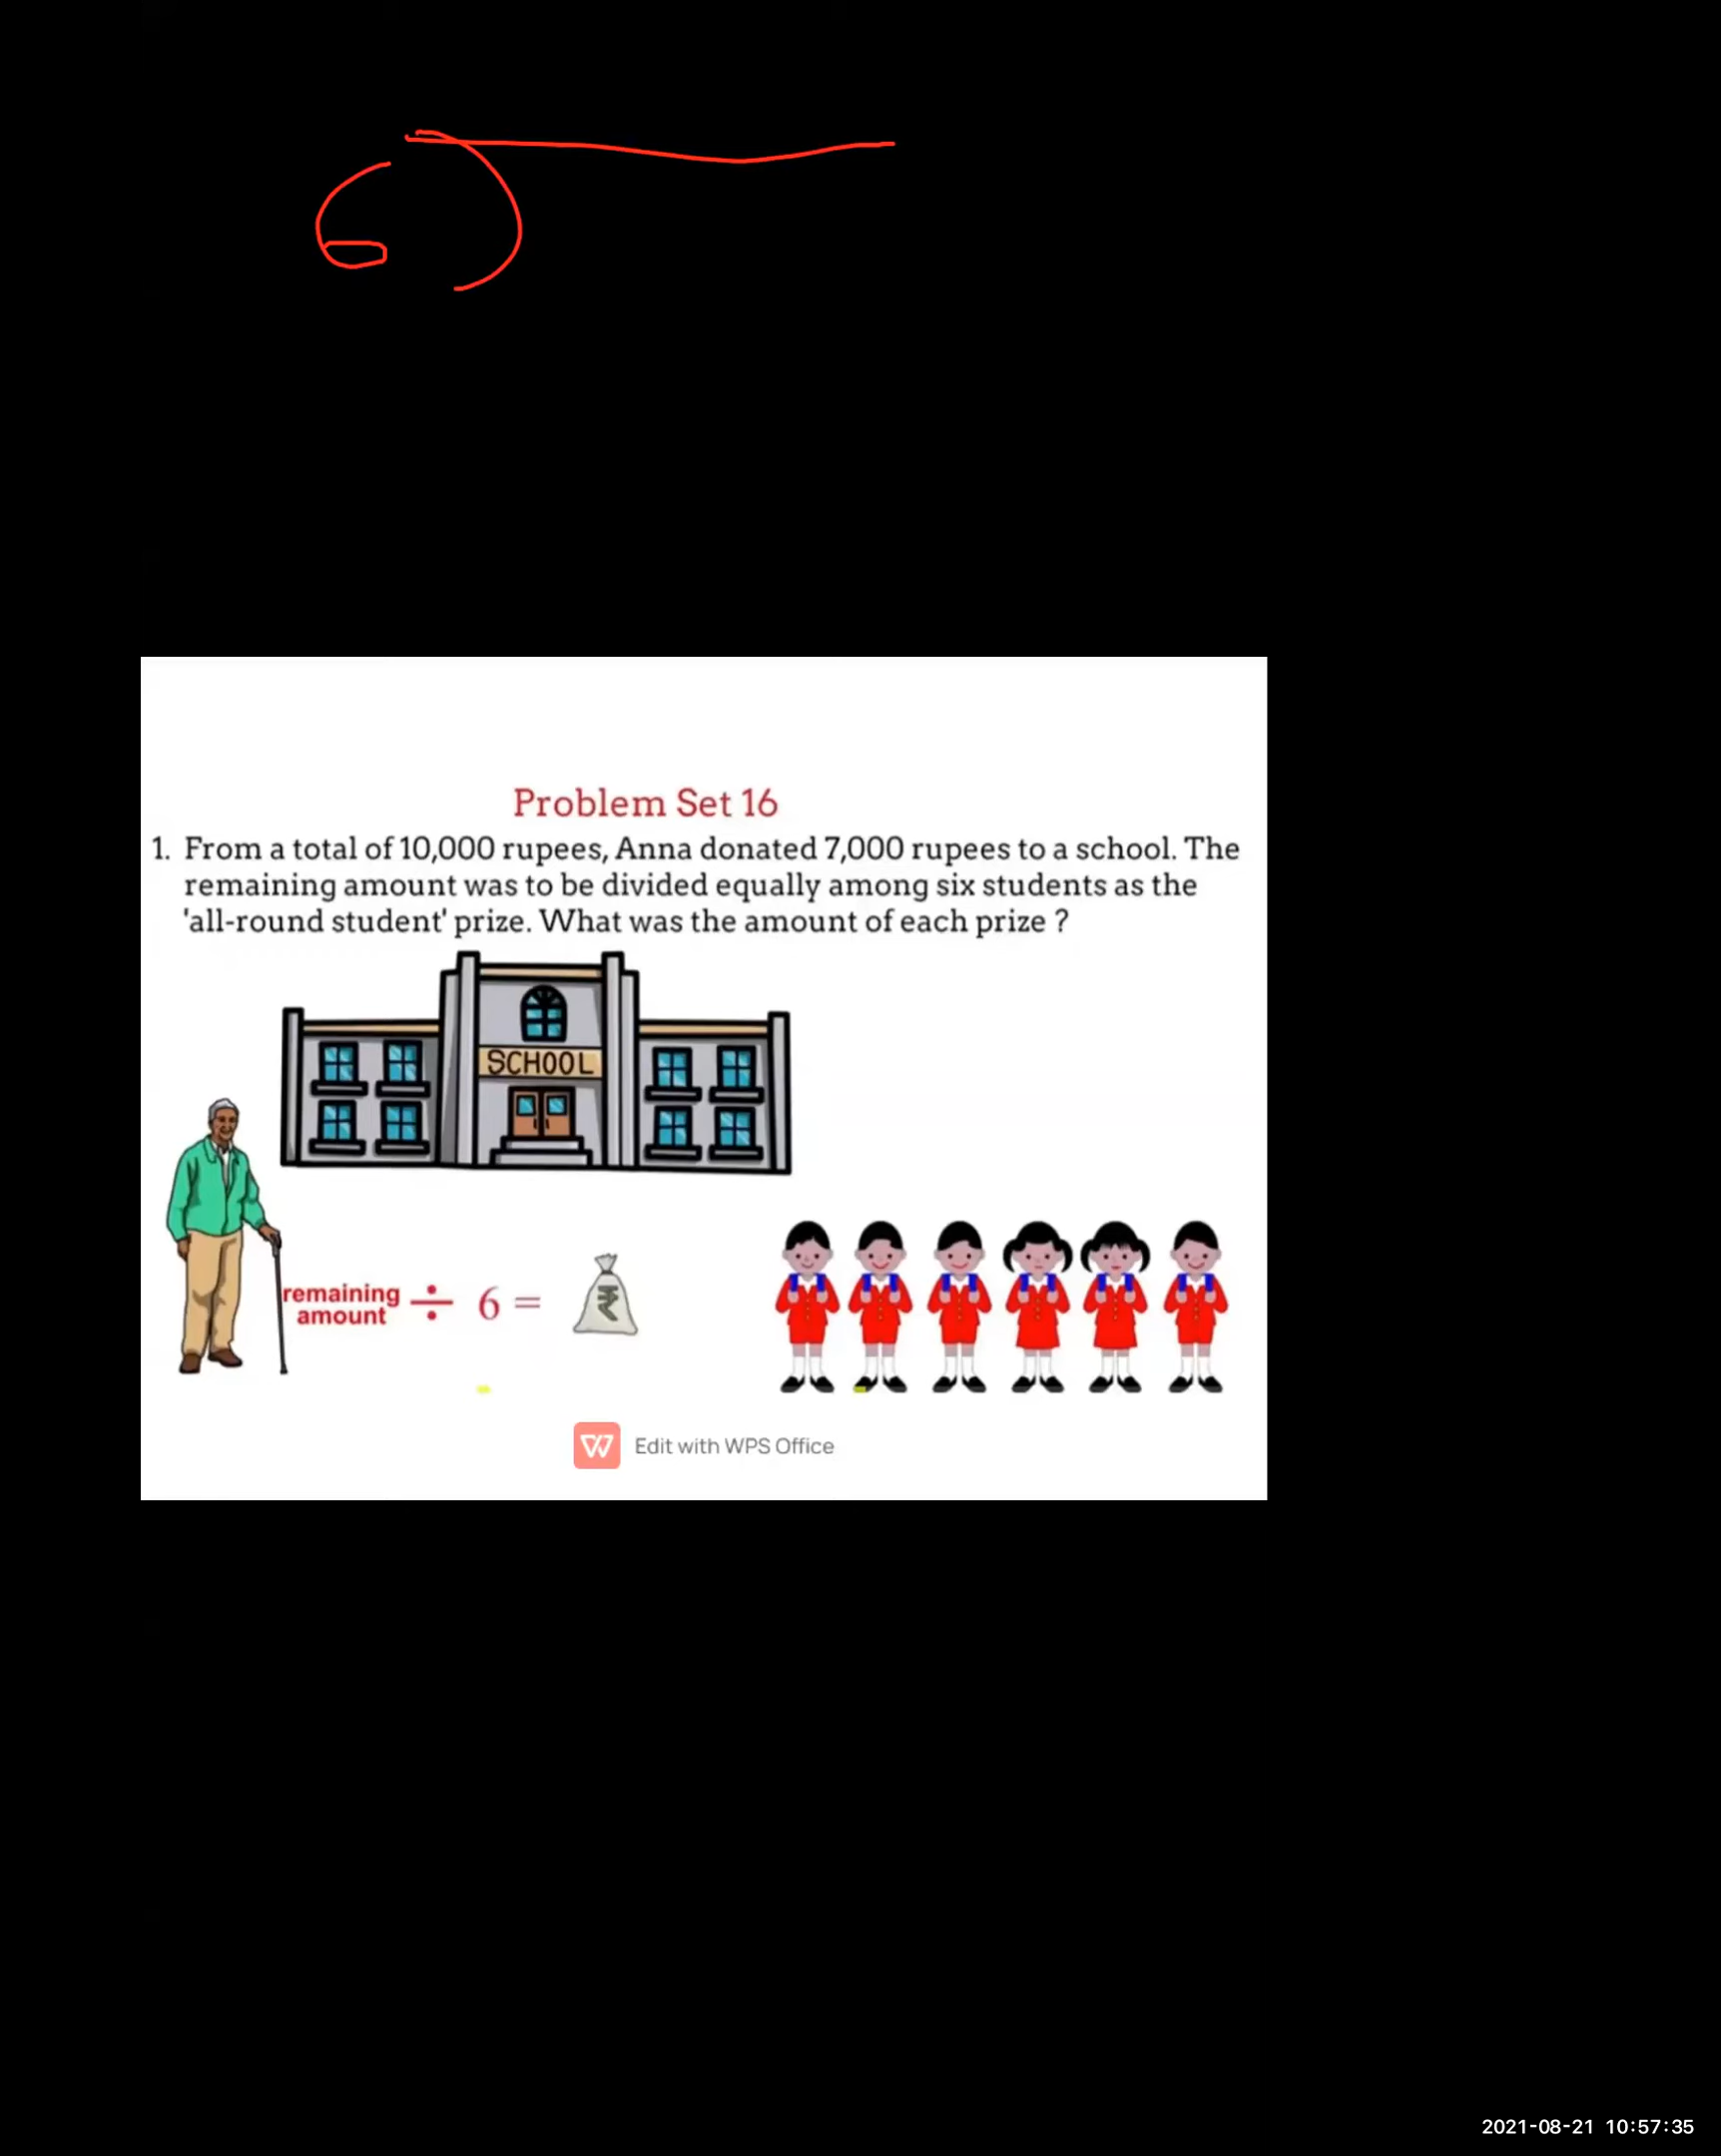 6
Problem Set 16
1. From a total of 10,000 rupees, Anna donated 7,000 rupees to a school. The
remaining amount was to be divided equally among six students as the
'all-round student' prize. What was the amount of each prize ?
SCHOOL
remaining
amount ÷ 6 = ₹
Edit with WPS Office
2021-08-21 10:57:35